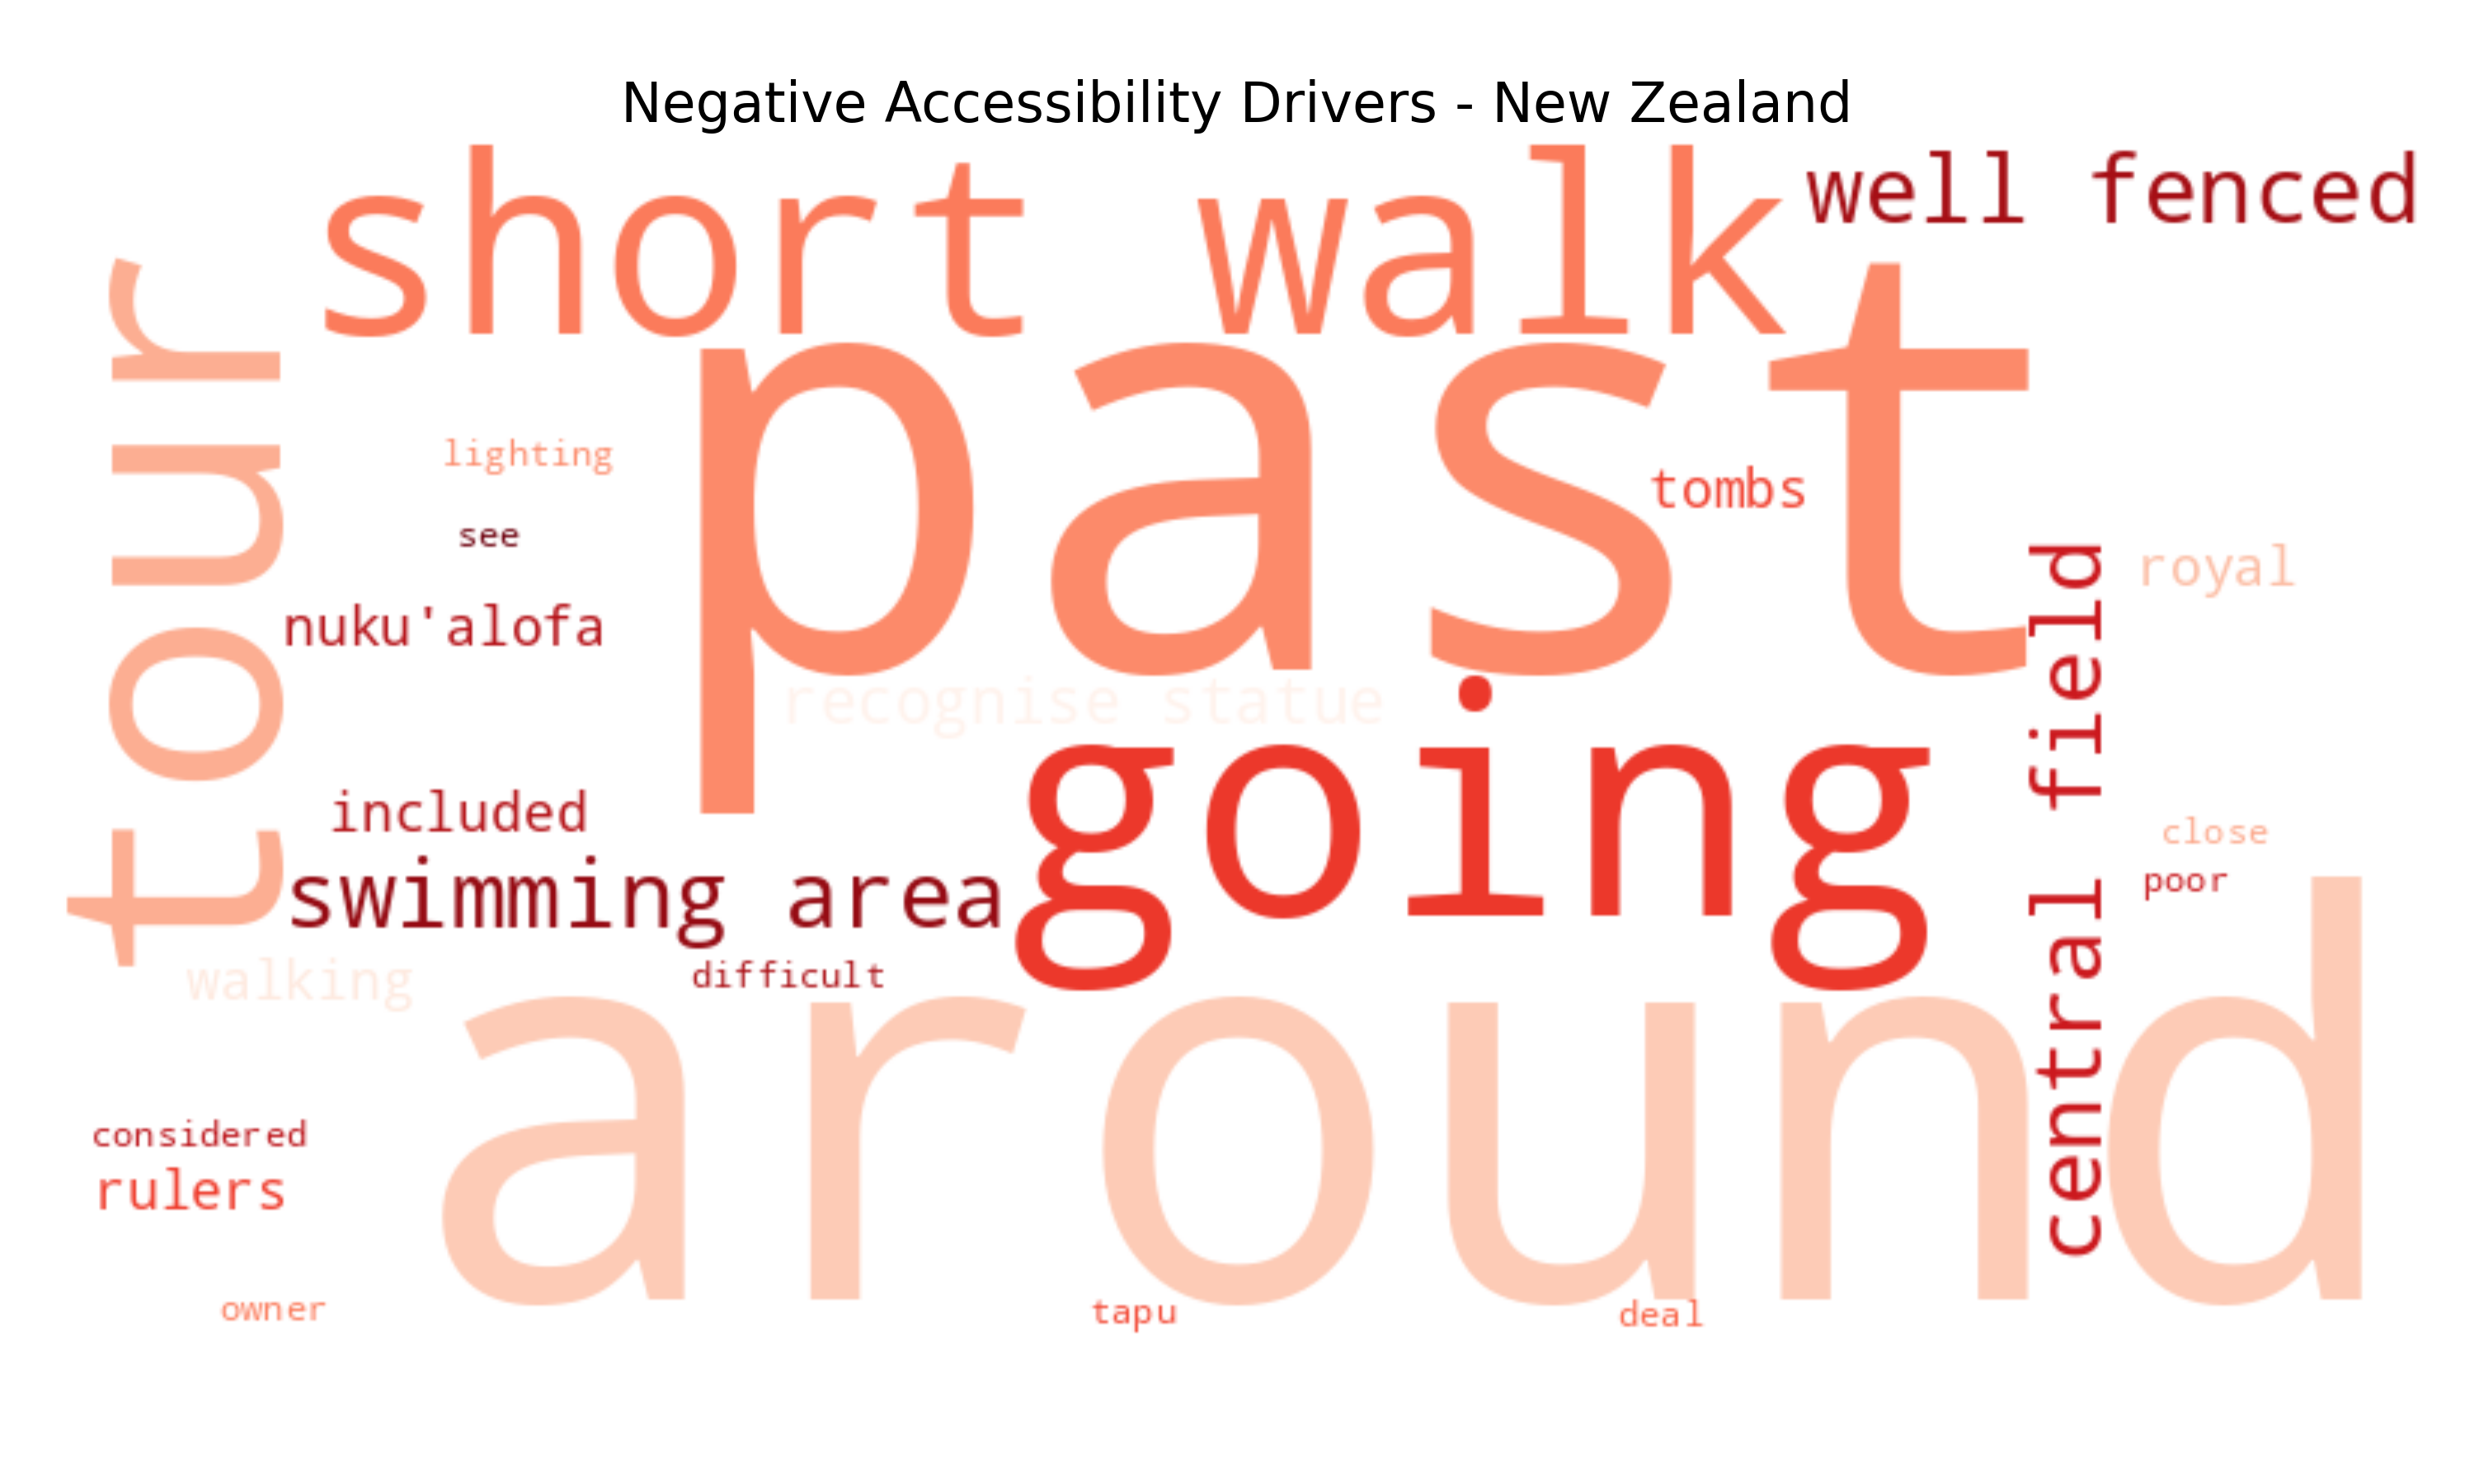 Negative Accessibility Drivers - New Zealand
short walk
well fenced
tour
past
lighting
tombs
see
royal
nuku'alofa
central field
recognise statue
going
included
close
swimming area
poor
walking
difficult
around
considered
rulers
owner
tapu
deal